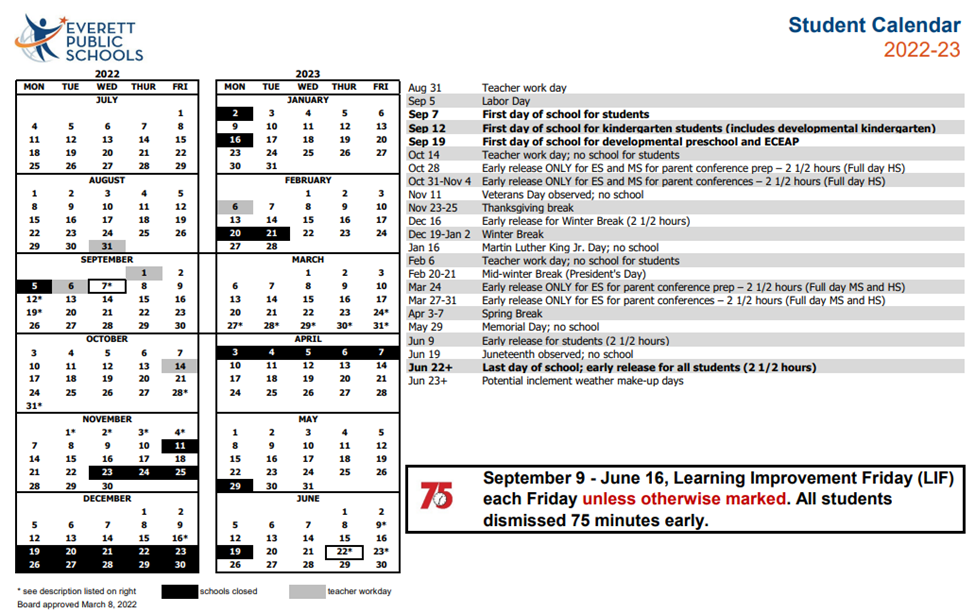 EVERETT
PUBLIC
SCHOOLS
Student Calendar
2022-23
2022
MON TUE WED THUR FRI
JULY
1
4 5 6 7 8
11 12 13 14 15
18 19 20 21 22
25 26 27 28 29
AUGUST
1 2 3 4 5
8 9 10 11 12
15 16 17 18 19
22 23 24 25 26
29 30 31
SEPTEMBER
1 2
5 6 7* 8 9
12* 13 14 15 16
19* 20 21 22 23
26 27 28 29 30
OCTOBER
3 4 5 6 7
10 11 12 13 14
17 18 19 20 21
24 25 26 27 28*
31*
NOVEMBER
1* 2* 3* 4*
7 8 9 10 11
14 15 16 17 18
21 22 23 24 25
28 29 30
DECEMBER
1 2
5 6 7 8 9
12 13 14 15 16*
19 20 21 22 23
26 27 28 29 30
2023
MON TUE WED THUR FRI
JANUARY
2 3 4 5 6
9 10 11 12 13
16 17 18 19 20
23 24 25 26 27
30 31
FEBRUARY
1 2 3
6 7 8 9 10
13 14 15 16 17
20 21 22 23 24
27 28
MARCH
1 2 3
6 7 8 9 10
13 14 15 16 17
20 21 22 23 24*
27* 28* 29* 30* 31*
APRIL
3 4 5 6 7
10 11 12 13 14
17 18 19 20 21
24 25 26 27 28
MAY
1 2 3 4 5
8 9 10 11 12
15 16 17 18 19
22 23 24 25 26
29 30 31
JUNE
1 2
5 6 7 8 9*
12 13 14 15 16
19 20 21 22* 23*
26 27 28 29 30
Aug 31 Teacher work day
Sep 5 Labor Day
Sep 7 First day of school for students
Sep 12 First day of school for kindergarten students (includes developmental kindergarten)
Sep 19 First day of school for developmental preschool and ECEAP
Oct 14 Teacher work day; no school for students
Oct 28 Early release ONLY for ES and MS for parent conference prep – 2 1/2 hours (Full day HS)
Oct 31-Nov 4 Early release ONLY for ES and MS for parent conferences – 2 1/2 hours (Full day HS)
Nov 11 Veterans Day observed; no school
Nov 23-25 Thanksgiving break
Dec 16 Early release for Winter Break (2 1/2 hours)
Dec 19-Jan 2 Winter Break
Jan 16 Martin Luther King Jr. Day; no school
Feb 6 Teacher work day; no school for students
Feb 20-21 Mid-winter Break (President's Day)
Mar 24 Early release ONLY for ES for parent conference prep – 2 1/2 hours (Full day MS and HS)
Mar 27-31 Early release ONLY for ES for parent conferences – 2 1/2 hours (Full day MS and HS)
Apr 3-7 Spring Break
May 29 Memorial Day; no school
Jun 9 Early release for students (2 1/2 hours)
Jun 19 Juneteenth observed; no school
Jun 22+ Last day of school; early release for all students (2 1/2 hours)
Jun 23+ Potential inclement weather make-up days
75
September 9 - June 16, Learning Improvement Friday (LIF)
each Friday unless otherwise marked. All students
dismissed 75 minutes early.
* see description listed on right schools closed teacher workday
Board approved March 8, 2022